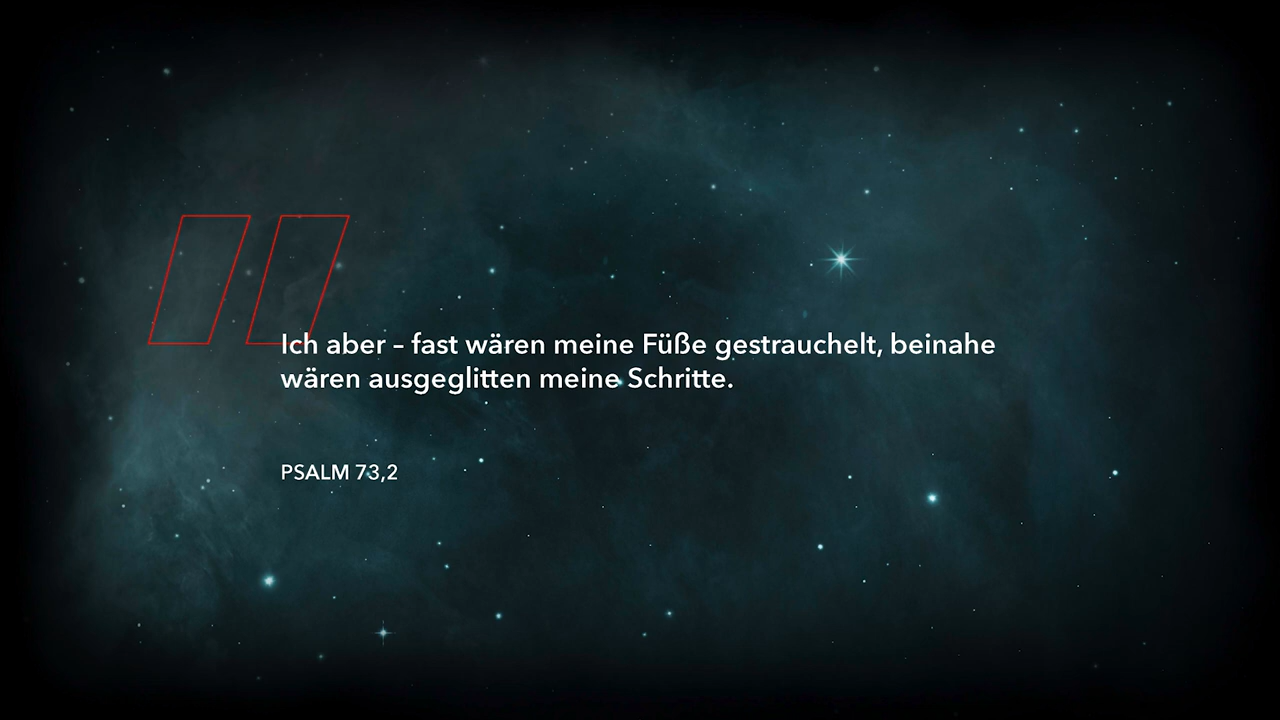 Ich aber – fast wären meine Füße gestrauchelt, beinahe
wären ausgeglitten meine Schritte.
PSALM 73,2